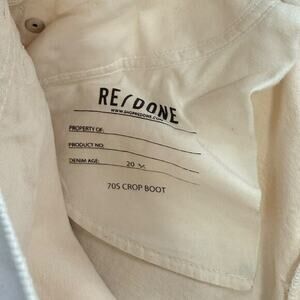 RE/DONE
WWW.SHOPREDONE.COM
PROPERTY OF:
PRODUCT NO:
DENIM AGE: 20
70S CROP BOOT